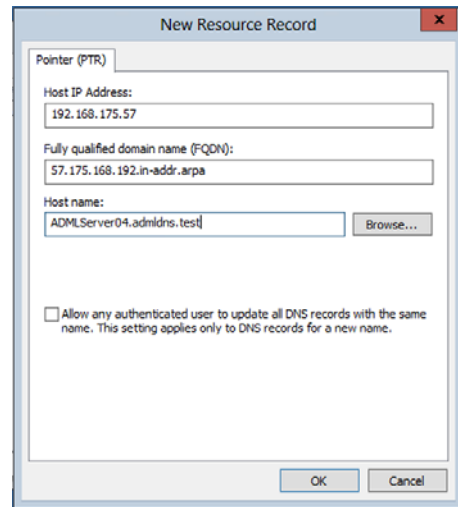 New Resource Record
x
Pointer (PTR)
Host IP Address:
192.168.175.57
Fully qualified domain name (FQDN):
57.175.168.192.in-addr.arpa
Host name:
ADMLServer04.admldns.test
Browse...
Allow any authenticated user to update all DNS records with the same
name. This setting applies only to DNS records for a new name.
OK
Cancel